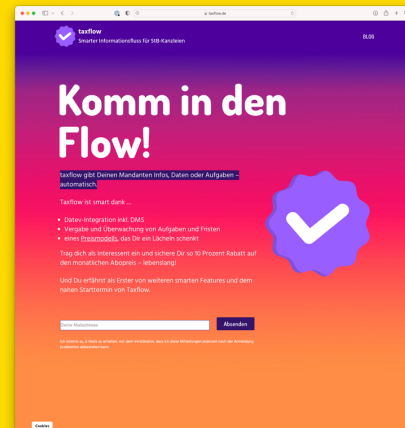 taxflow.de
taxflow
Smarter Informationsfluss für StB-Kanzleien
BLOG
Komm in den
Flow!
taxflow gibt Deinen Mandanten Infos, Daten oder Aufgaben –
automatisch.
Taxflow ist smart dank ...
• Datev-Integration inkl. DMS
• Vergabe und Überwachung von Aufgaben und Fristen
• eines Preismodells, das Dir ein Lächeln schenkt
Trag dich als Interessent ein und sichere Dir so 10 Prozent Rabatt auf
den monatlichen Abopreis – lebenslang!
Und Du erfährst als Erster von weiteren smarten Features und dem
nahen Starttermin von Taxflow.
Deine Mailadresse
Absenden
Cookies